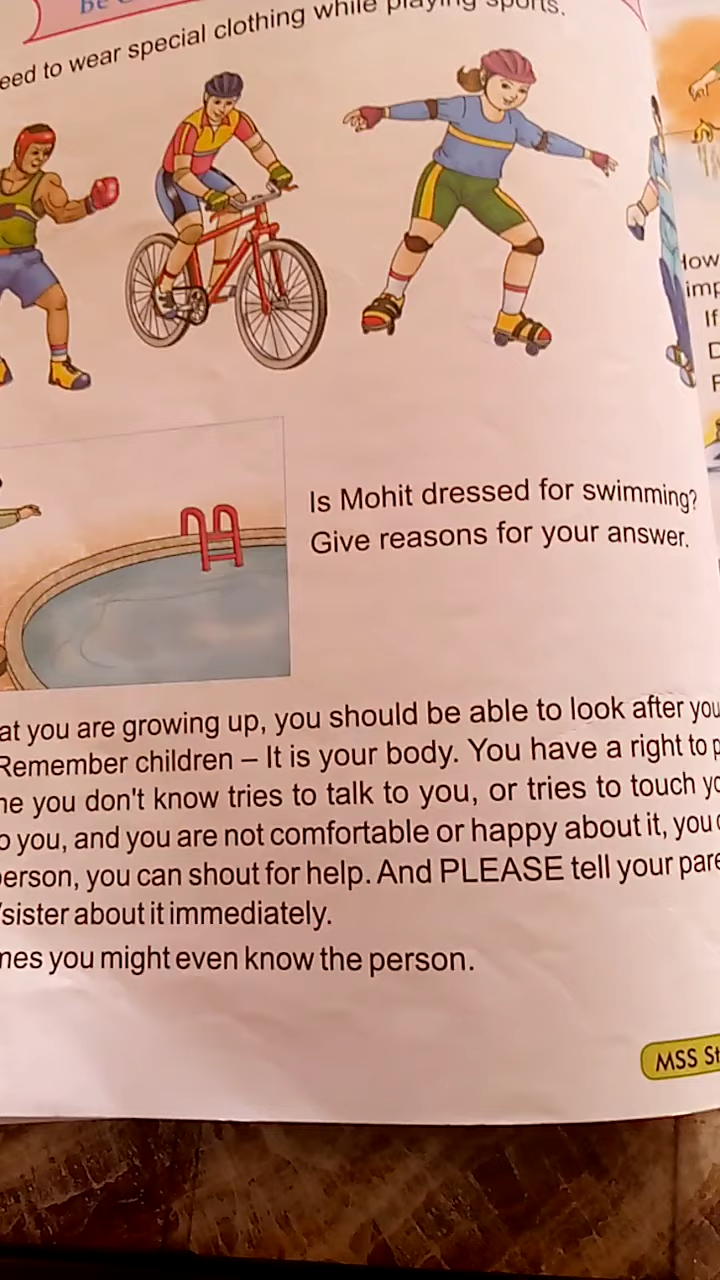 Be
eed to wear special clothing while playing sports.
Is Mohit dressed for swimming?
Give reasons for your answer.
at you are growing up, you should be able to look after you
Remember children – It is your body. You have a right to p
ne you don't know tries to talk to you, or tries to touch yo
o you, and you are not comfortable or happy about it, you
erson, you can shout for help. And PLEASE tell your pare
/sister about it immediately.
nes you might even know the person.
MSS St
How
imp
If
D
F